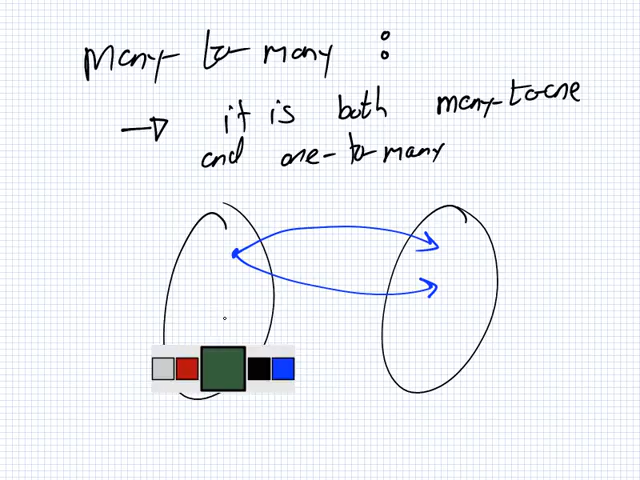 many-to-many :
→ it is both many-to-one
and one-to-many